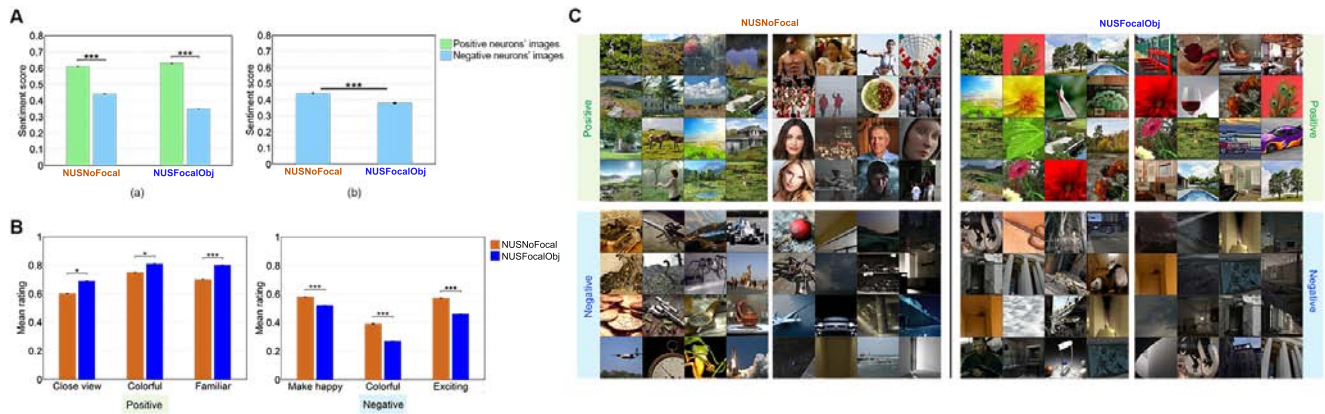 A
0.8
0.7
0.6
0.5
0.4
0.3
0.2
0.1
0
Sentiment score
***
***
NUSNoFocal
NUSFocalObj
(a)
0.8
0.7
0.6
0.5
0.4
0.3
0.2
0.1
0
Sentiment score
***
NUSNoFocal
NUSFocalObj
(b)
Positive neurons' images
Negative neurons' images
B
1
0.8
0.6
0.4
0.2
0
Mean rating
*
*
***
Close view
Colorful
Familiar
Positive
1
0.8
0.6
0.4
0.2
0
Mean rating
***
***
***
Make happy
Colorful
Exciting
Negative
NUSNoFocal
NUSFocalObj
C
NUSNoFocal
NUSFocalObj
Positive
Positive
Negative
Negative